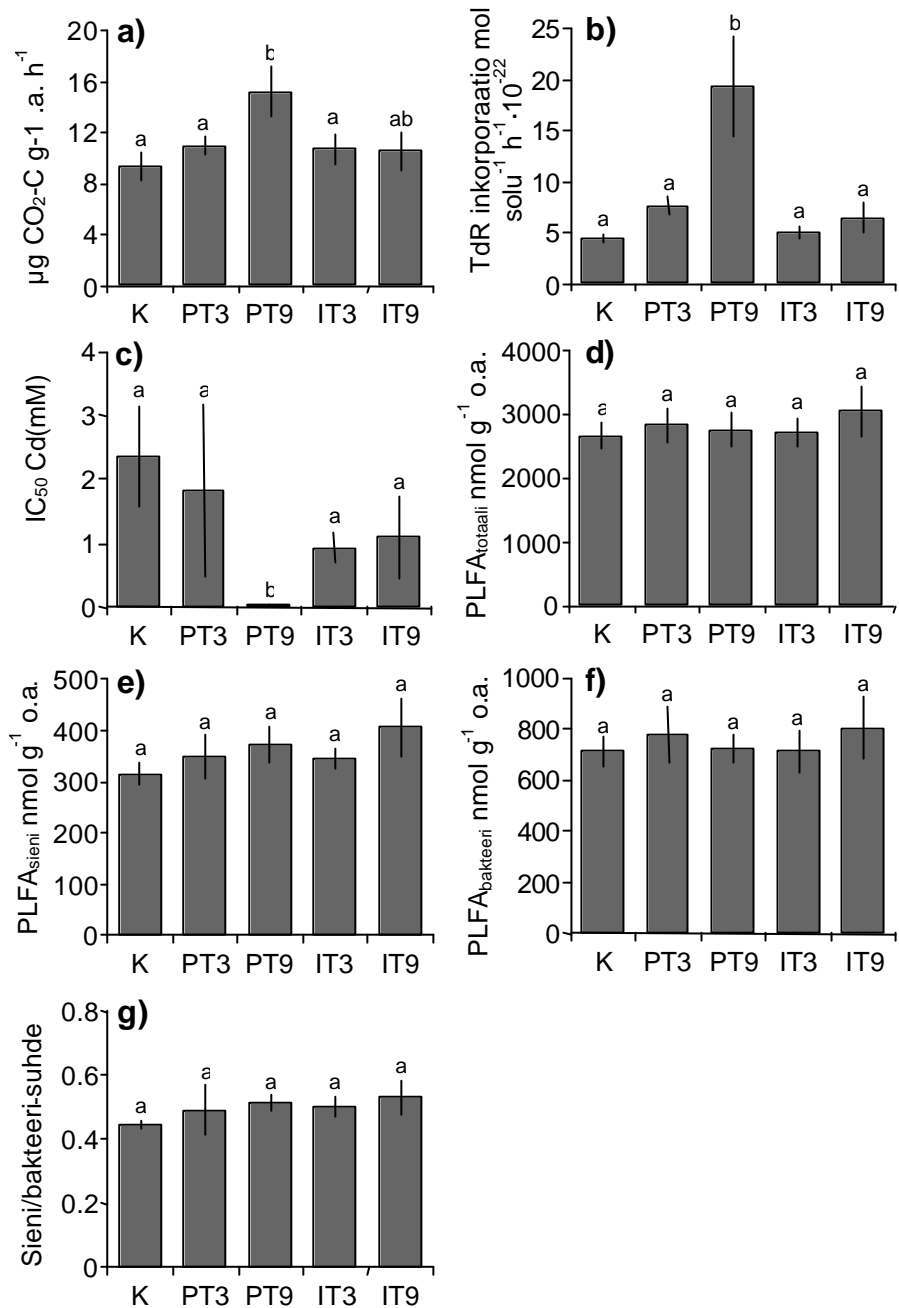 a)
µg CO₂-C g-1 .a. h⁻¹
20
16
12
8
4
0
a a b a ab
K PT3 PT9 IT3 IT9
b)
TdR inkorporaatio mol
solu⁻¹ h⁻¹·10⁻²²
25
20
15
10
5
0
a a b a a
K PT3 PT9 IT3 IT9
c)
IC₅₀ Cd(mM)
4
3
2
1
0
a a b a a
K PT3 PT9 IT3 IT9
d)
PLFAtotaali nmol g⁻¹ o.a.
4000
3000
2000
1000
0
a a a a a
K PT3 PT9 IT3 IT9
e)
PLFAsieni nmol g⁻¹ o.a.
500
400
300
200
100
0
a a a a a
K PT3 PT9 IT3 IT9
f)
PLFAbakteeri nmol g⁻¹ o.a.
1000
800
600
400
200
0
a a a a a
K PT3 PT9 IT3 IT9
g)
Sieni/bakteeri-suhde
0.8
0.6
0.4
0.2
0
a a a a a
K PT3 PT9 IT3 IT9